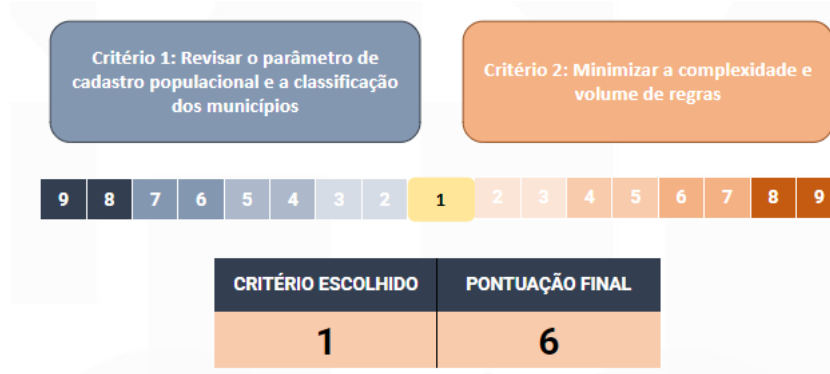 Critério 1: Revisar o parâmetro de
cadastro populacional e a classificação
dos municípios
Critério 2: Minimizar a complexidade e
volume de regras
9 8 7 6 5 4 3 2 1 2 3 4 5 6 7 8 9
CRITÉRIO ESCOLHIDO PONTUAÇÃO FINAL
1 6